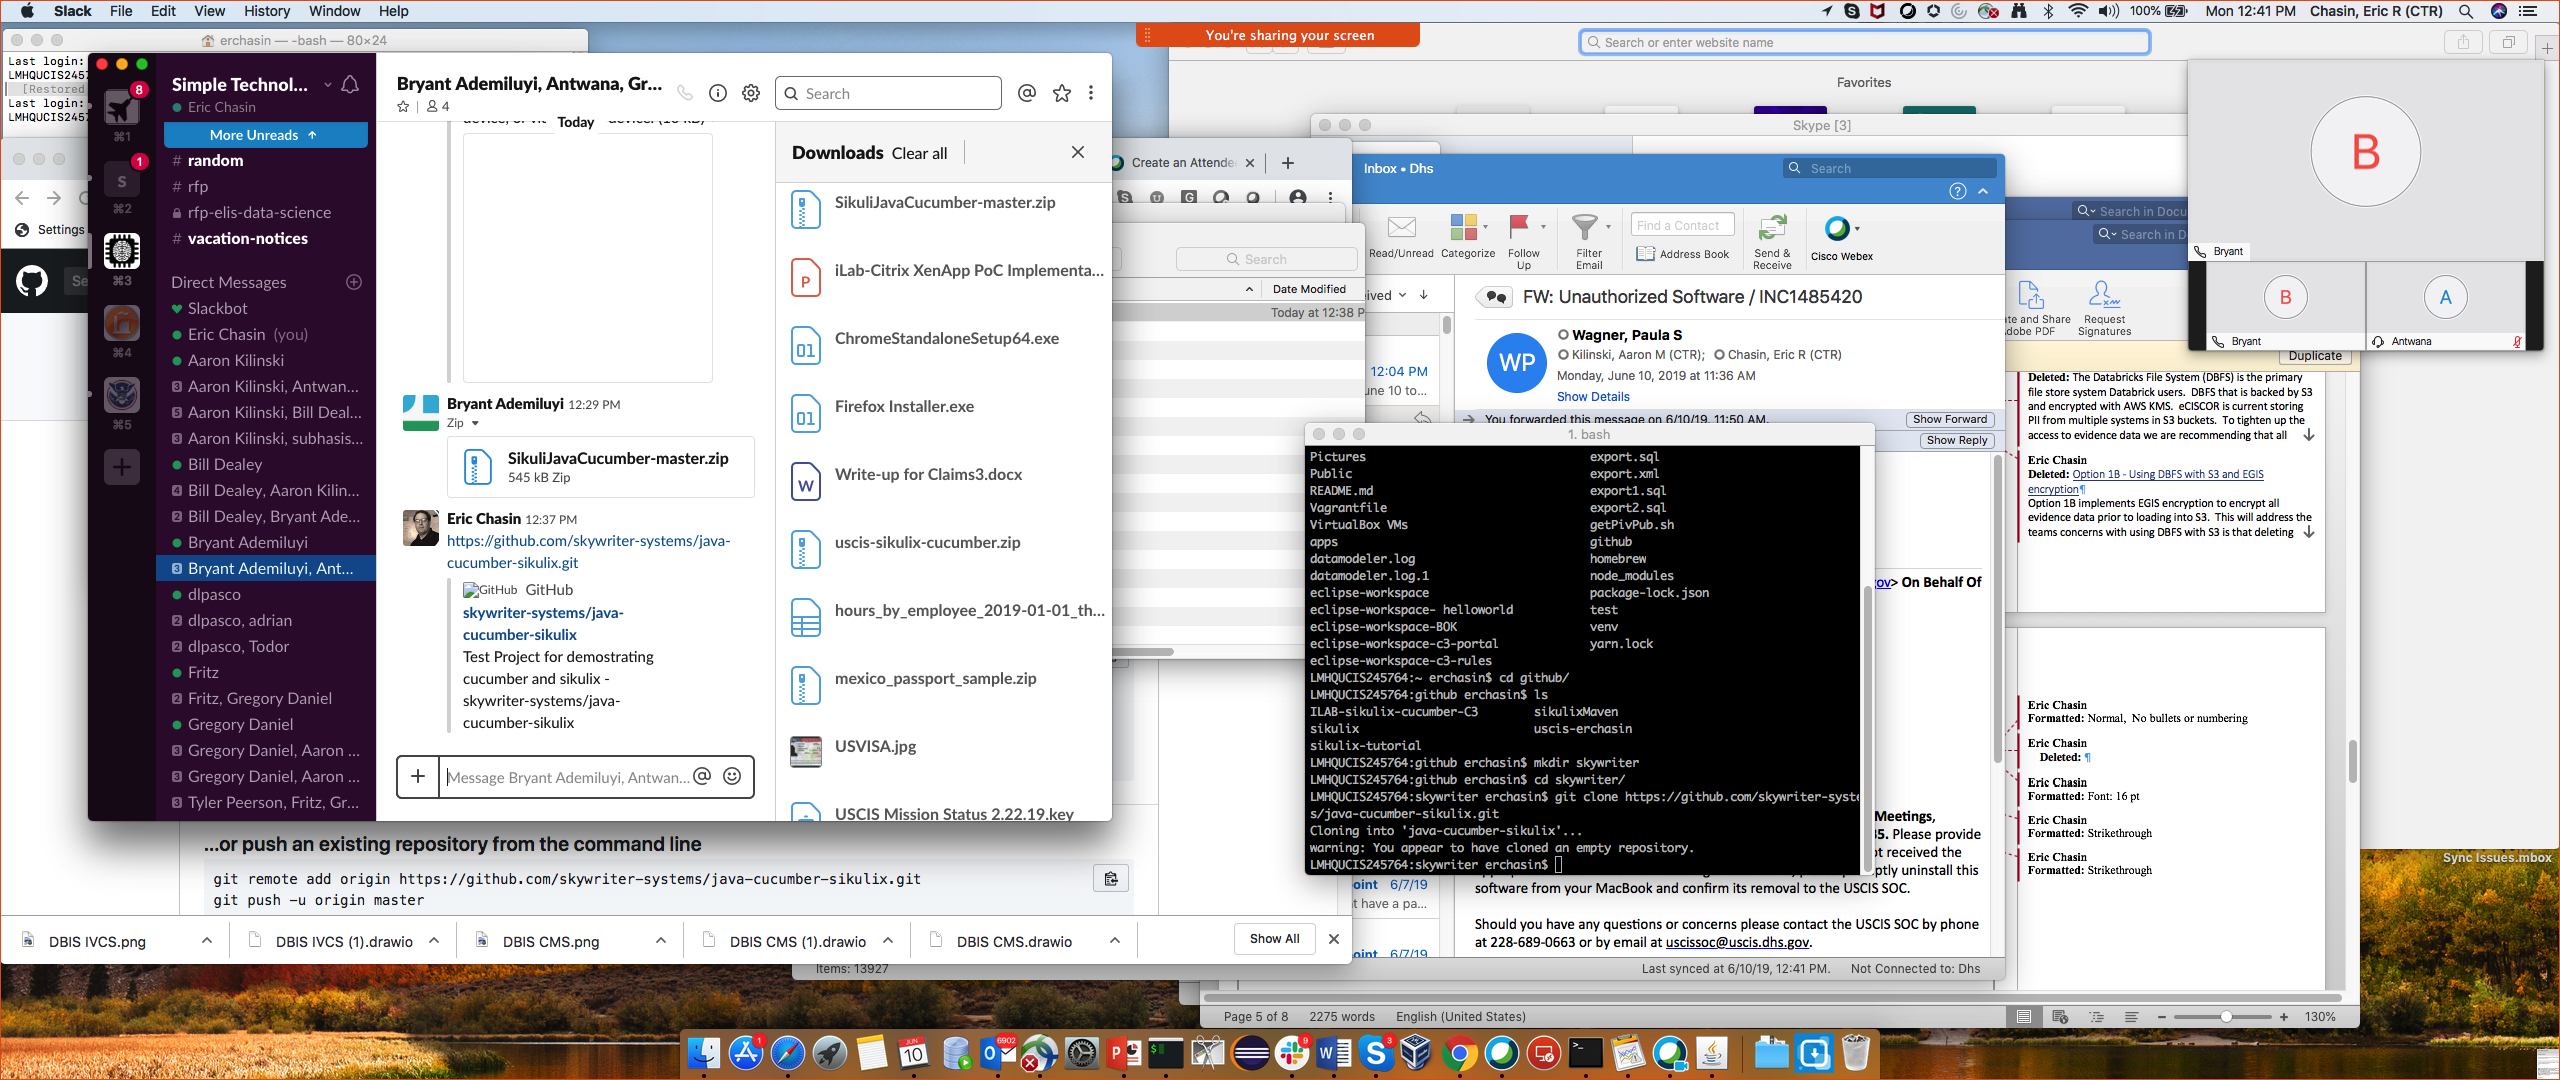 Slack File Edit View History Window Help
100% Mon 12:41 PM Chasin, Eric R (CTR)
You're sharing your screen
erchasin — -bash — 80×24
Last login:
LMHQUCIS2457
[Restored
Last login:
LMHQUCIS2457
Settings
8
⌘1
1
S
⌘2
⌘3
⌘4
⌘5
Simple Technol...
Eric Chasin
More Unreads ↑
# random
# rfp
rfp-elis-data-science
# vacation-notices
Direct Messages
Slackbot
Eric Chasin (you)
Aaron Kilinski
3 Aaron Kilinski, Antwan...
5 Aaron Kilinski, Bill Deal...
3 Aaron Kilinski, subhasis...
Bill Dealey
4 Bill Dealey, Aaron Kilin...
2 Bill Dealey, Bryant Ade...
Bryant Ademiluyi
3 Bryant Ademiluyi, Ant...
dlpasco
2 dlpasco, adrian
2 dlpasco, Todor
Fritz
2 Fritz, Gregory Daniel
Gregory Daniel
3 Gregory Daniel, Aaron ...
3 Gregory Daniel, Aaron ...
3 Tyler Peerson, Fritz, Gr...
Bryant Ademiluyi, Antwana, Gr...
4
Search
Today
Bryant Ademiluyi 12:29 PM
Zip
SikuliJavaCucumber-master.zip
545 kB Zip
Eric Chasin 12:37 PM
https://github.com/skywriter-systems/java-
cucumber-sikulix.git
GitHub GitHub
skywriter-systems/java-
cucumber-sikulix
Test Project for demostrating
cucumber and sikulix -
skywriter-systems/java-
cucumber-sikulix
Message Bryant Ademiluyi, Antwan...
Downloads Clear all
SikuliJavaCucumber-master.zip
iLab-Citrix XenApp PoC Implementa...
ChromeStandaloneSetup64.exe
Firefox Installer.exe
Write-up for Claims3.docx
uscis-sikulix-cucumber.zip
hours_by_employee_2019-01-01_th...
mexico_passport_sample.zip
USVISA.jpg
USCIS Mission Status 2.22.19.key
...or push an existing repository from the command line
git remote add origin https://github.com/skywriter-systems/java-cucumber-sikulix.git
git push -u origin master
DBIS IVCS.png
DBIS IVCS (1).drawio
DBIS CMS.png
DBIS CMS (1).drawio
DBIS CMS.drawio
Show All
Create an Attende
Search
Date Modified
Today at 12:38 P
Search or enter website name
Favorites
Skype [3]
Inbox • Dhs
Search
Read/Unread
Categorize
Follow
Up
Filter
Email
Find a Contact
Address Book
Send &
Receive
Cisco Webex
FW: Unauthorized Software / INC1485420
WP
Wagner, Paula S
Kilinski, Aaron M (CTR); Chasin, Eric R (CTR)
Monday, June 10, 2019 at 11:36 AM
Show Details
You forwarded this message on 6/10/19, 11:50 AM.
Show Forward
Show Reply
12:04 PM
une 10 to...
1. bash
Pictures export.sql
Public export.xml
README.md export1.sql
Vagrantfile export2.sql
VirtualBox VMs getPivPub.sh
apps github
datamodeler.log homebrew
datamodeler.log.1 node_modules
eclipse-workspace package-lock.json
eclipse-workspace- helloworld test
eclipse-workspace-BOK venv
eclipse-workspace-c3-portal yarn.lock
eclipse-workspace-c3-rules
LMHQUCIS245764:~ erchasin$ cd github/
LMHQUCIS245764:github erchasin$ ls
ILAB-sikulix-cucumber-C3 sikulixMaven
sikulix uscis-erchasin
sikulix-tutorial
LMHQUCIS245764:github erchasin$ mkdir skywriter
LMHQUCIS245764:github erchasin$ cd skywriter/
LMHQUCIS245764:skywriter erchasin$ git clone https://github.com/skywriter-syste
s/java-cucumber-sikulix.git
Cloning into 'java-cucumber-sikulix'...
warning: You appear to have cloned an empty repository.
LMHQUCIS245764:skywriter erchasin$
ov> On Behalf Of
Meetings,
35. Please provide
ot received the
mptly uninstall this
software from your MacBook and confirm its removal to the USCIS SOC.
Should you have any questions or concerns please contact the USCIS SOC by phone
at 228-689-0663 or by email at uscissoc@uscis.dhs.gov.
point 6/7/19
t have a pa...
point 6/7/19
Items: 13927
Last synced at 6/10/19, 12:41 PM. Not Connected to: Dhs
Search in Docu
Search in D
te and Share
dobe PDF
Request
Signatures
Duplicate
B
Bryant
B
Bryant
A
Antwana
Deleted: The Databricks File System (DBFS) is the primary
file store system Databrick users. DBFS that is backed by S3
and encrypted with AWS KMS. eCISCOR is current storing
PII from multiple systems in S3 buckets. To tighten up the
access to evidence data we are recommending that all
Eric Chasin
Deleted: Option 1B - Using DBFS with S3 and EGIS
encryption¶
Option 1B implements EGIS encryption to encrypt all
evidence data prior to loading into S3. This will address the
teams concerns with using DBFS with S3 is that deleting
Eric Chasin
Formatted: Normal, No bullets or numbering
Eric Chasin
Deleted: ¶
Eric Chasin
Formatted: Font: 16 pt
Eric Chasin
Formatted: Strikethrough
Eric Chasin
Formatted: Strikethrough
Sync Issues.mbox
Page 5 of 8 2275 words English (United States)
130%
JUN
10
6902